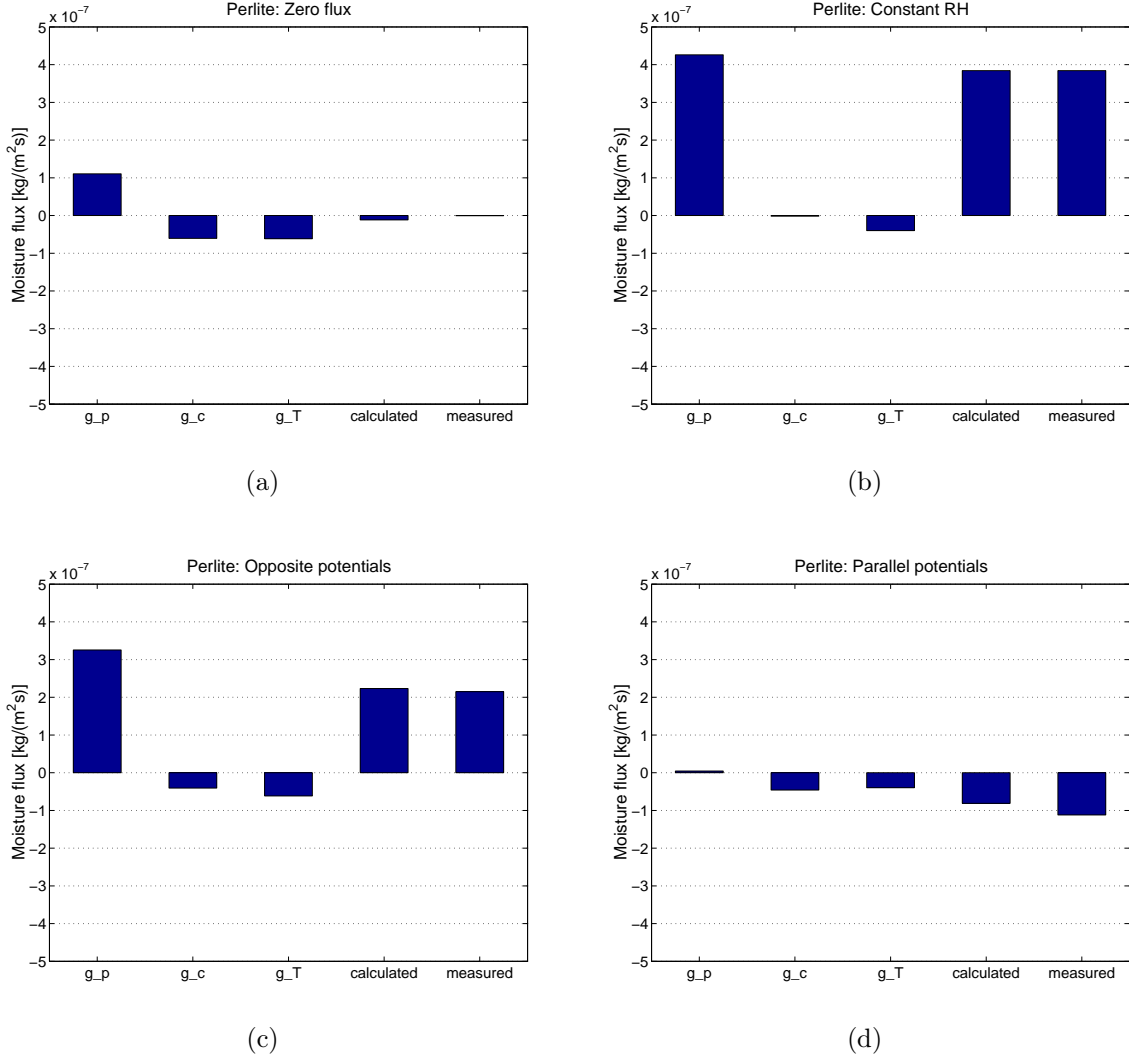 Perlite: Zero flux
x 10⁻⁷
5
4
3
2
1
0
−1
−2
−3
−4
−5
Moisture flux [kg/(m²s)]
g_p g_c g_T calculated measured
(a)
Perlite: Constant RH
x 10⁻⁷
5
4
3
2
1
0
−1
−2
−3
−4
−5
Moisture flux [kg/(m²s)]
g_p g_c g_T calculated measured
(b)
Perlite: Opposite potentials
x 10⁻⁷
5
4
3
2
1
0
−1
−2
−3
−4
−5
Moisture flux [kg/(m²s)]
g_p g_c g_T calculated measured
(c)
Perlite: Parallel potentials
x 10⁻⁷
5
4
3
2
1
0
−1
−2
−3
−4
−5
Moisture flux [kg/(m²s)]
g_p g_c g_T calculated measured
(d)